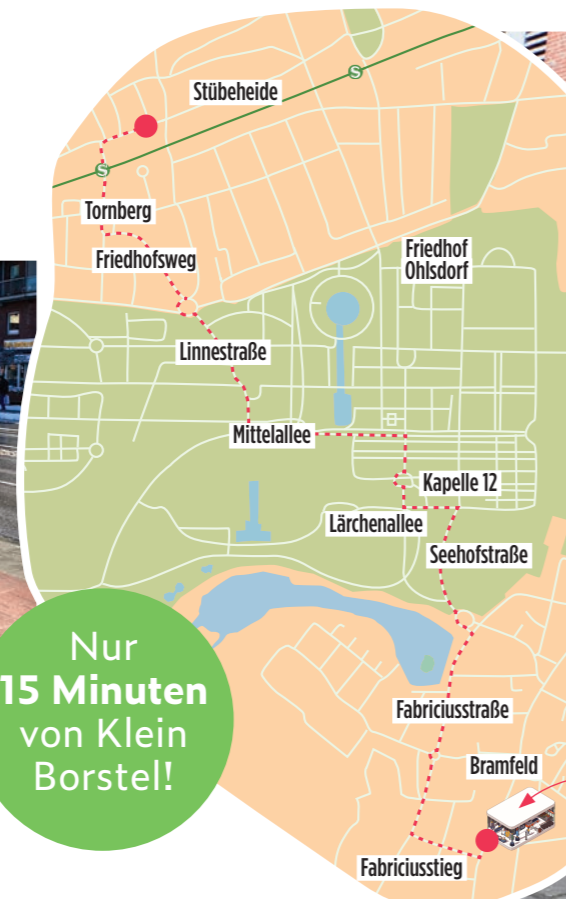 Stübeheide
S
S
Tornberg
Friedhofsweg
Friedhof
Ohlsdorf
Linnestraße
Mittelallee
Kapelle 12
Lärchenallee
Seehofstraße
Nur
15 Minuten
von Klein
Borstel!
Fabriciusstraße
Bramfeld
Fabriciusstieg